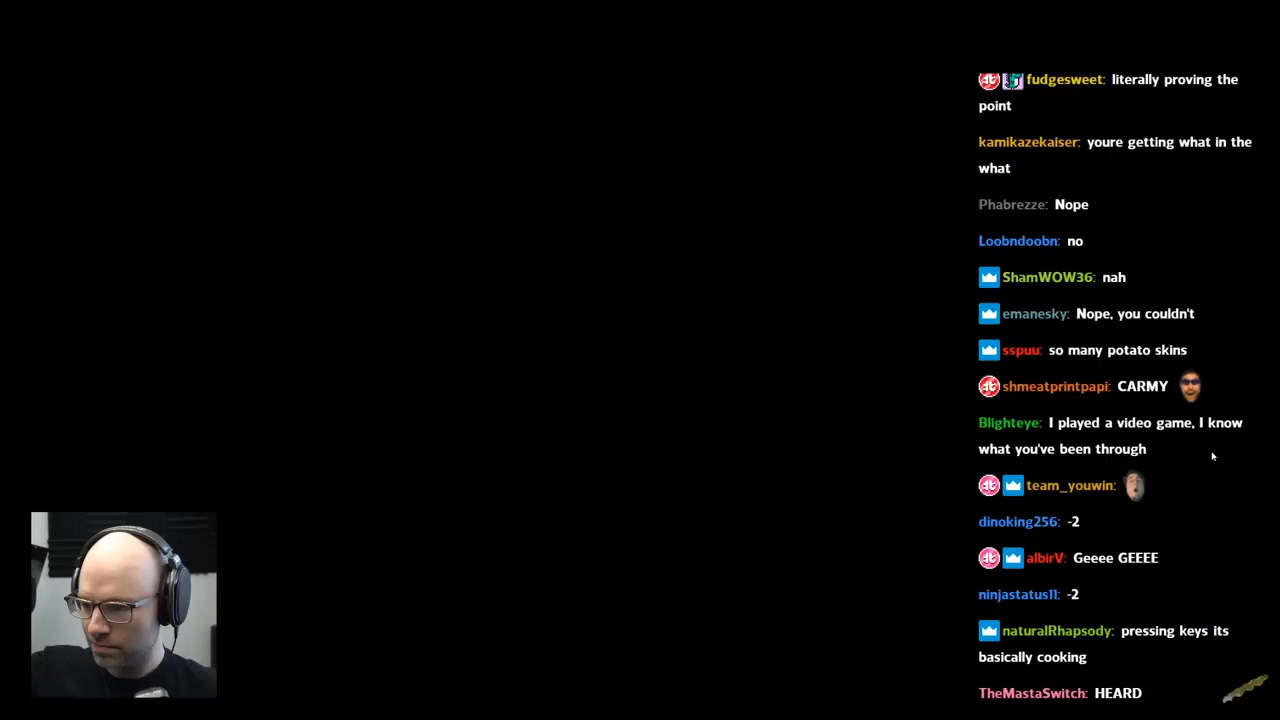 fudgesweet: literally proving the
point
kamikazekaiser: youre getting what in the
what
Phabrezze: Nope
Loobndoobn: no
ShamWOW36: nah
emanesky: Nope, you couldn't
sspuu: so many potato skins
shmeatprintpapi: CARMY
Blighteye: I played a video game, I know
what you've been through
team_youwin:
dinoking256: -2
albirV: Geeee GEEEE
ninjastatus11: -2
naturalRhapsody: pressing keys its
basically cooking
TheMastaSwitch: HEARD